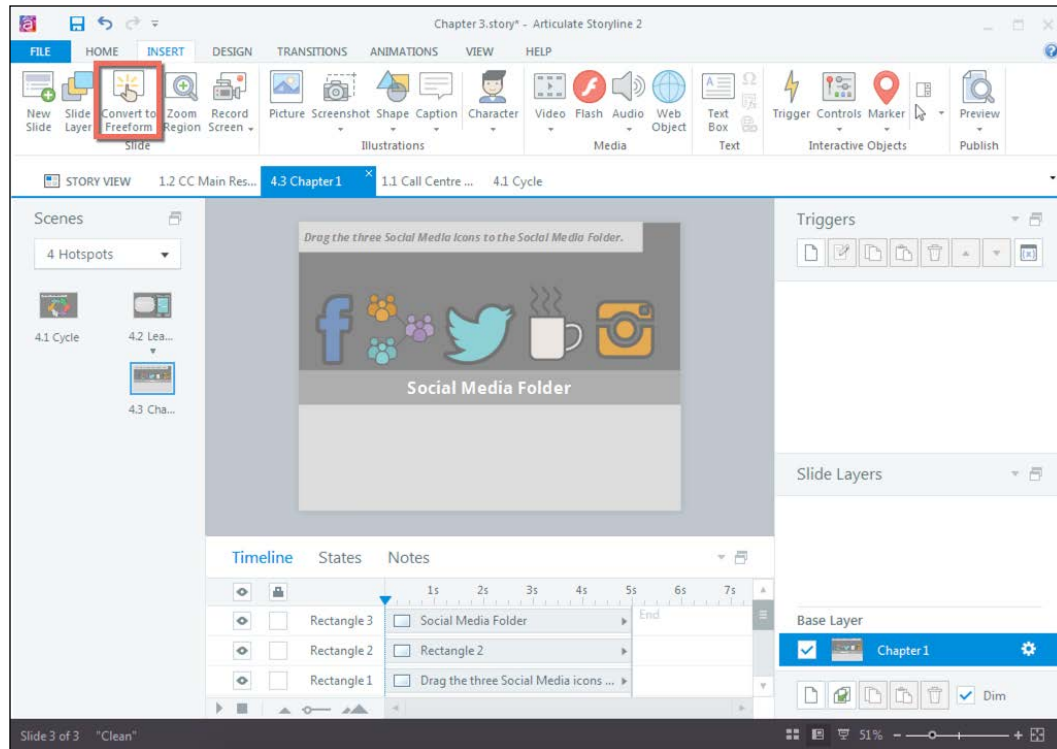 Chapter 3.story* - Articulate Storyline 2
FILE HOME INSERT DESIGN TRANSITIONS ANIMATIONS VIEW HELP
New Slide
Slide Layer
Convert to Freeform
Zoom Region
Record Screen
Picture
Screenshot
Shape
Caption
Character
Video
Flash
Audio
Web Object
Text Box
Trigger
Controls
Marker
Preview
Slide
Illustrations
Media
Text
Interactive Objects
Publish
STORY VIEW 1.2 CC Main Res... 4.3 Chapter 1 1.1 Call Centre ... 4.1 Cycle
Scenes
4 Hotspots
4.1 Cycle
4.2 Lea...
4.3 Cha...
Drag the three Social Media Icons to the Social Media Folder.
Social Media Folder
Triggers
Slide Layers
Base Layer
Chapter 1
Dim
Timeline States Notes
1s 2s 3s 4s 5s 6s 7s
Rectangle 3 Social Media Folder End
Rectangle 2 Rectangle 2
Rectangle 1 Drag the three Social Media icons ...
Slide 3 of 3 "Clean" 51%